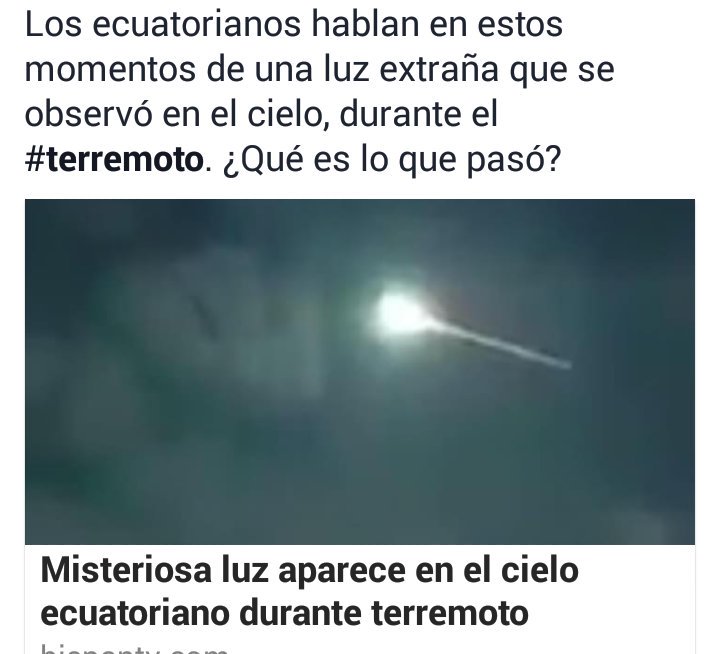 Los ecuatorianos hablan en estos
momentos de una luz extraña que se
observó en el cielo, durante el
#terremoto. ¿Qué es lo que pasó?
Misteriosa luz aparece en el cielo
ecuatoriano durante terremoto